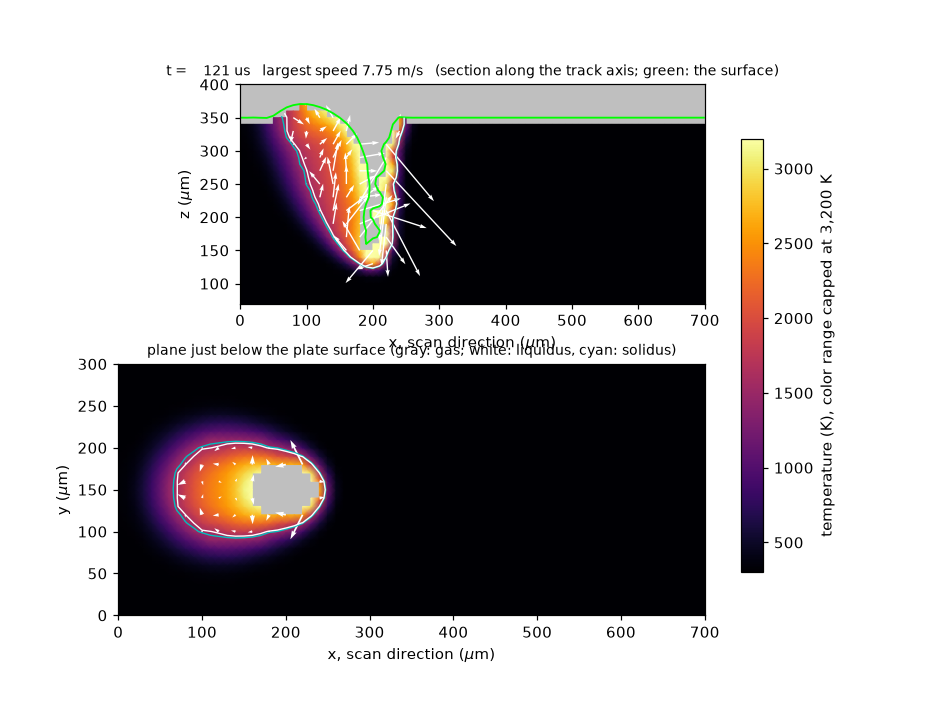 t =    121 us   largest speed 7.75 m/s   (section along the track axis; green: the surface)
400
350
300
250
200
150
100
z (μm)
0 100 200 300 400 500 600 700
x, scan direction (μm)
plane just below the plate surface (gray: gas; white: liquidus, cyan: solidus)
300
250
200
150
100
50
0
y (μm)
0 100 200 300 400 500 600 700
x, scan direction (μm)
3000
2500
2000
1500
1000
500
temperature (K), color range capped at 3,200 K